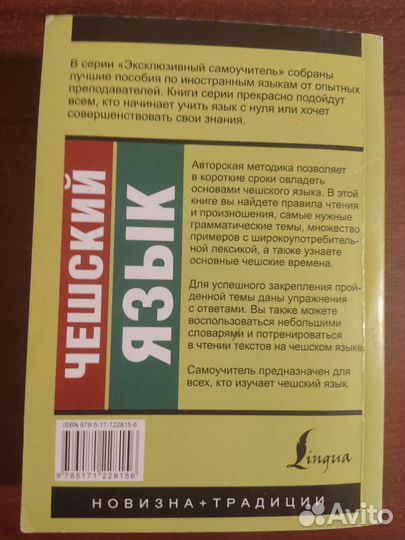 В серии «Эксклюзивный самоучитель» собраны
лучшие пособия по иностранным языкам от опытных
преподавателей. Книги серии прекрасно подойдут
всем, кто начинает учить язык с нуля или хочет
совершенствовать свои знания.
ЧЕШСКИЙ
ЯЗЫК
Авторская методика позволяет
в короткие сроки овладеть
основами чешского языка. В этой
книге вы найдете правила чтения
и произношения, самые нужные
грамматические темы, множество
примеров с широкоупотребитель-
ной лексикой, а также узнаете
основные чешские времена.
Для успешного закрепления прой-
денной темы даны упражнения
с ответами. Вы также можете
воспользоваться небольшими
словарями и потренироваться
в чтении текстов на чешском языке.
Самоучитель предназначен для
всех, кто изучает чешский язык.
ISBN 978-5-17-122815-6
9 785171 228156
Lingua
НОВИЗНА + ТРАДИЦИИ
Avito